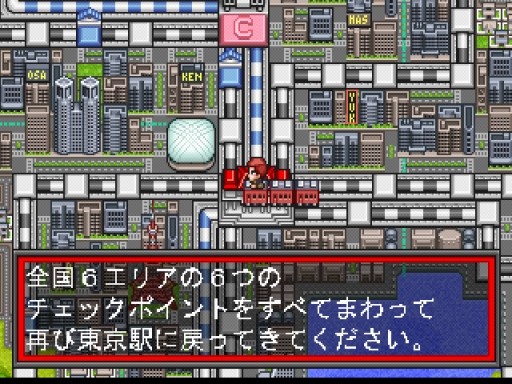 C
MAS
OSA
KEN
YUK
全国6エリアの6つの
チェックポイントをすべてまわって
再び東京駅に戻ってきてください。